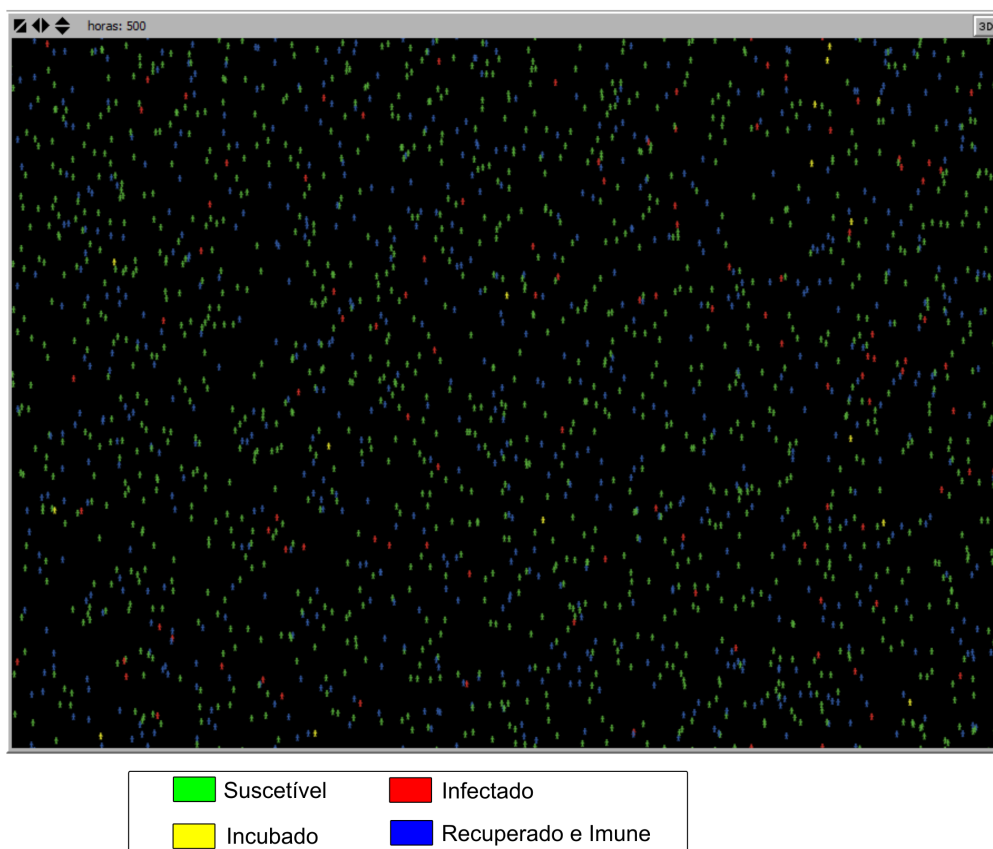 horas: 500
3D
Suscetível
Infectado
Incubado
Recuperado e Imune